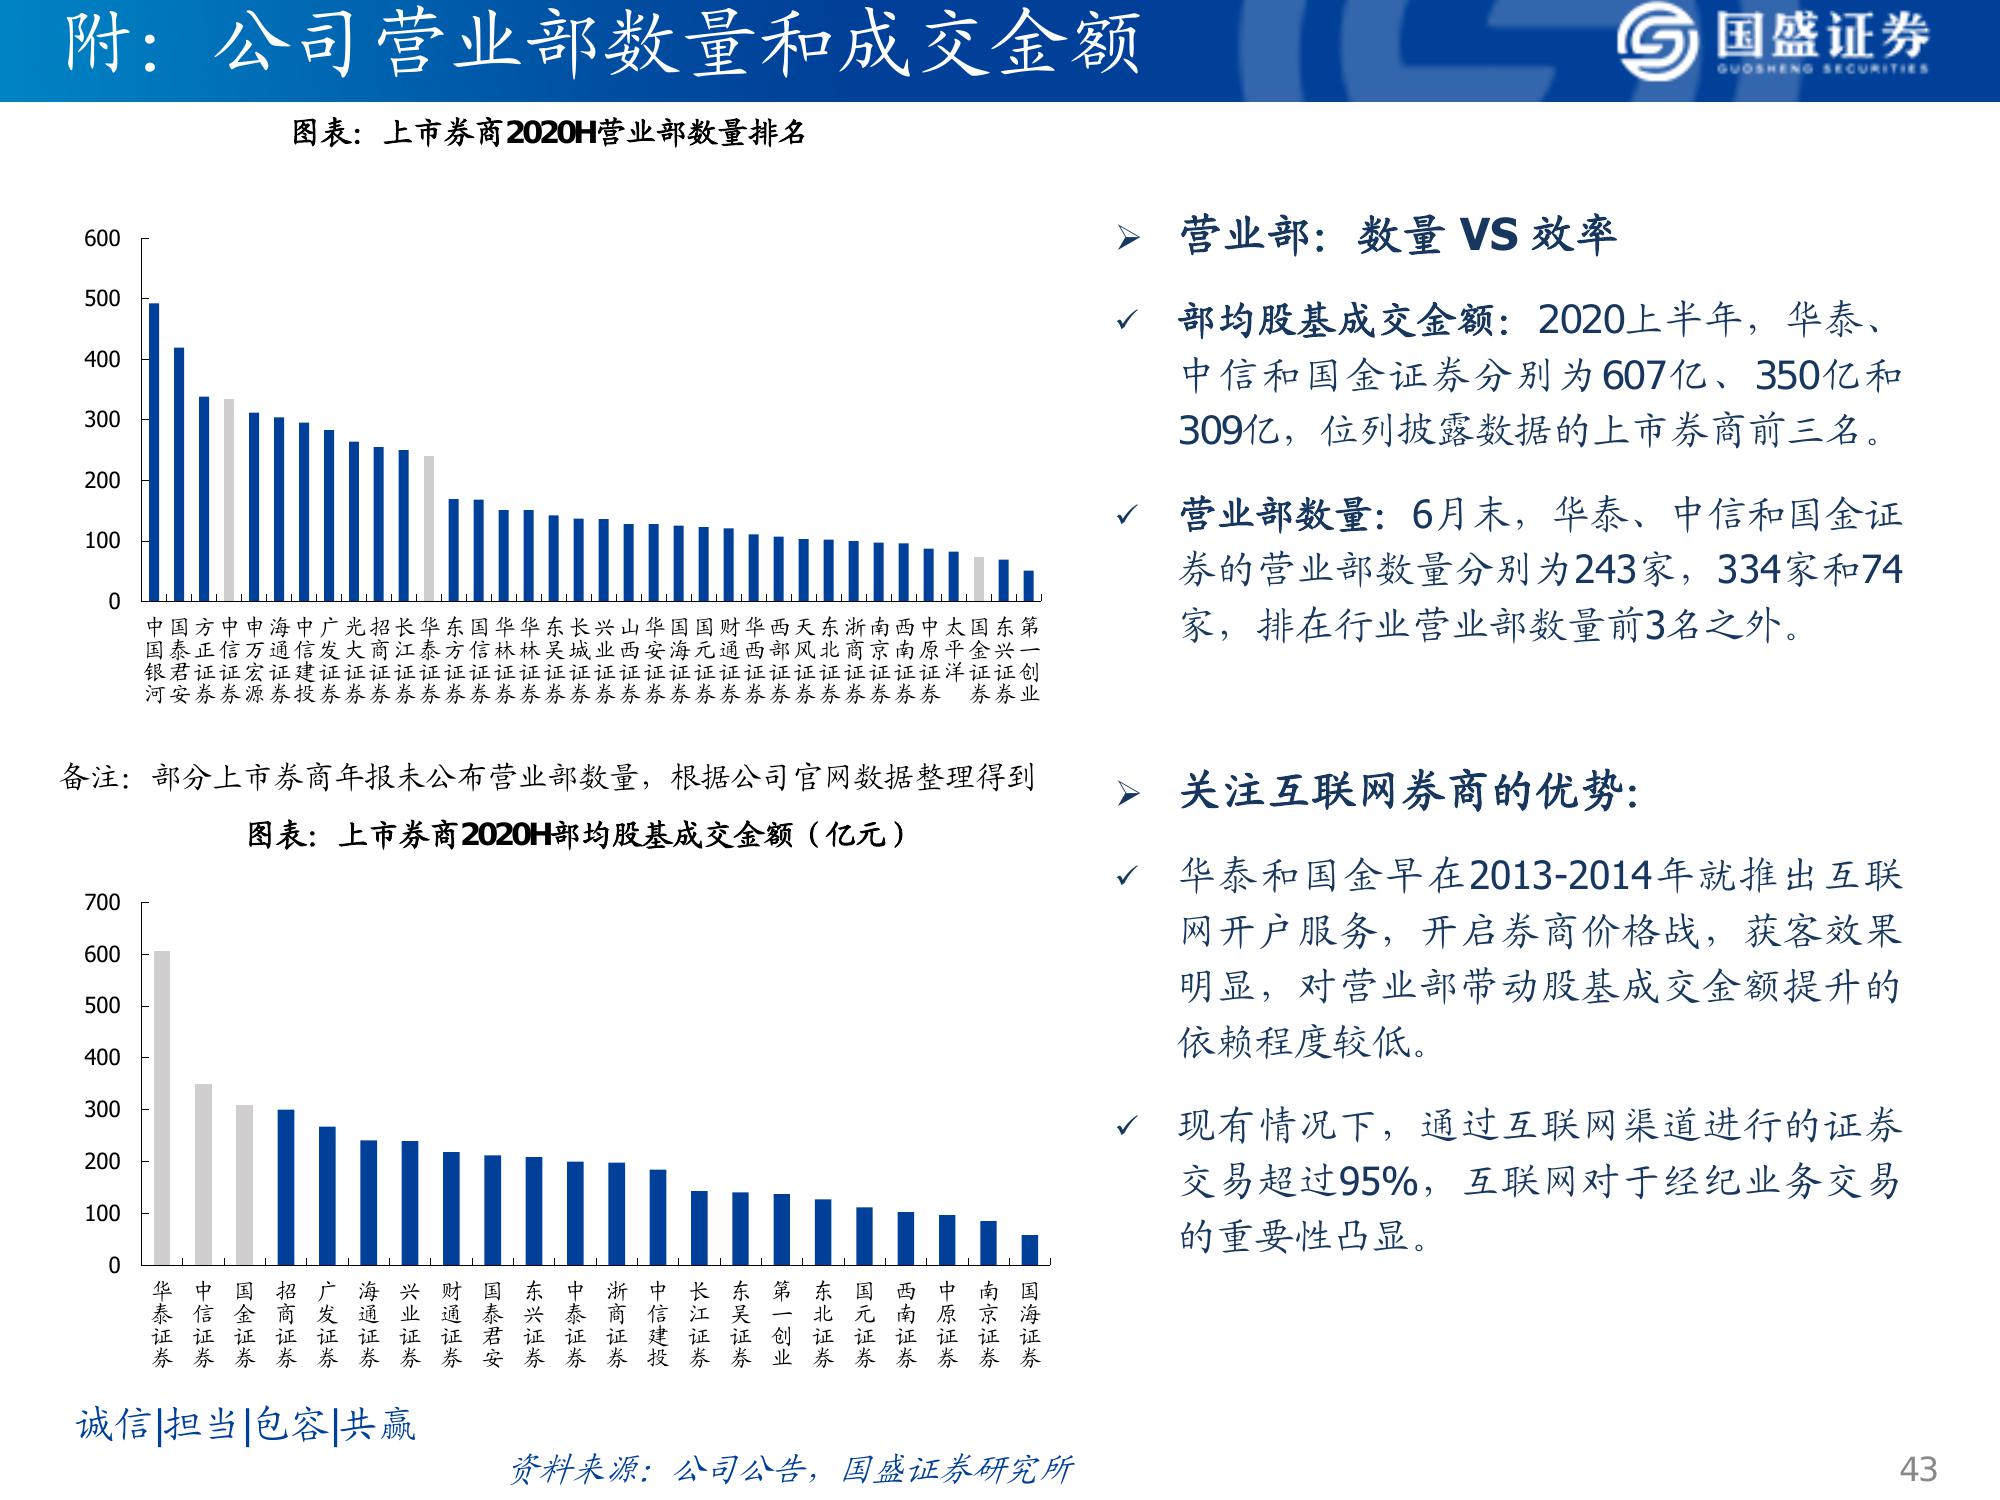 附：公司营业部数量和成交金额
国盛证券
GUOSHENG SECURITIES
图表：上市券商2020H营业部数量排名
600
500
400
300
200
100
0
中国银河
国泰君安
方正证券
中信证券
申万宏源
海通证券
中信建投
广发证券
光大证券
招商证券
长江证券
华泰证券
东方证券
国信证券
华林证券
华林证券
东吴证券
长城证券
兴业证券
山西证券
华安证券
国海证券
国元证券
财通证券
华西证券
西部证券
天风证券
东北证券
浙商证券
南京证券
西南证券
中原证券
太平洋
国金证券
东兴证券
第一创业
备注：部分上市券商年报未公布营业部数量，根据公司官网数据整理得到
图表：上市券商2020H部均股基成交金额（亿元）
700
600
500
400
300
200
100
0
华泰证券
中信证券
国金证券
招商证券
广发证券
海通证券
兴业证券
财通证券
国泰君安
东兴证券
中泰证券
浙商证券
中信建投
长江证券
东吴证券
第一创业
东北证券
国元证券
西南证券
中原证券
南京证券
国海证券
营业部：数量 VS 效率
部均股基成交金额：2020上半年，华泰、
中信和国金证券分别为607亿、350亿和
309亿，位列披露数据的上市券商前三名。
营业部数量：6月末，华泰、中信和国金证
券的营业部数量分别为243家，334家和74
家，排在行业营业部数量前3名之外。
关注互联网券商的优势：
华泰和国金早在2013-2014年就推出互联
网开户服务，开启券商价格战，获客效果
明显，对营业部带动股基成交金额提升的
依赖程度较低。
现有情况下，通过互联网渠道进行的证券
交易超过95%，互联网对于经纪业务交易
的重要性凸显。
诚信|担当|包容|共赢
资料来源：公司公告，国盛证券研究所
43